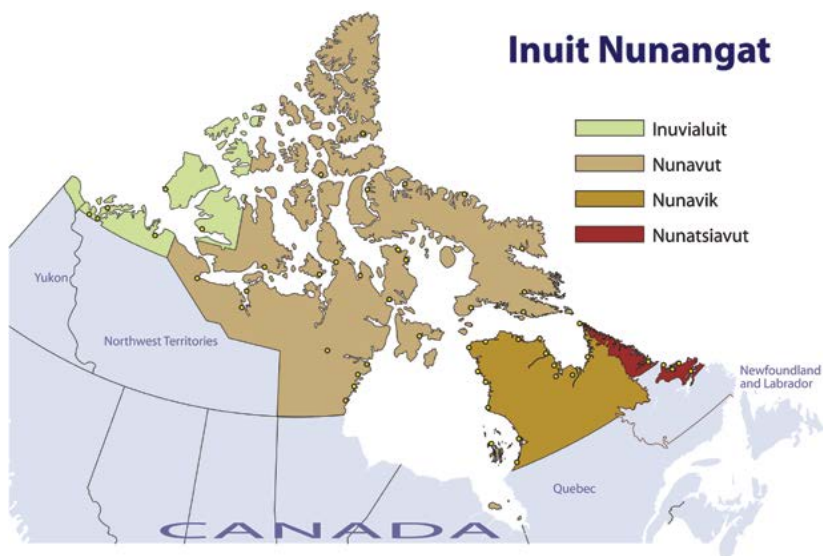 Inuit Nunangat
Inuvialuit
Nunavut
Nunavik
Nunatsiavut
Yukon
Northwest Territories
Newfoundland
and Labrador
Quebec
CANADA